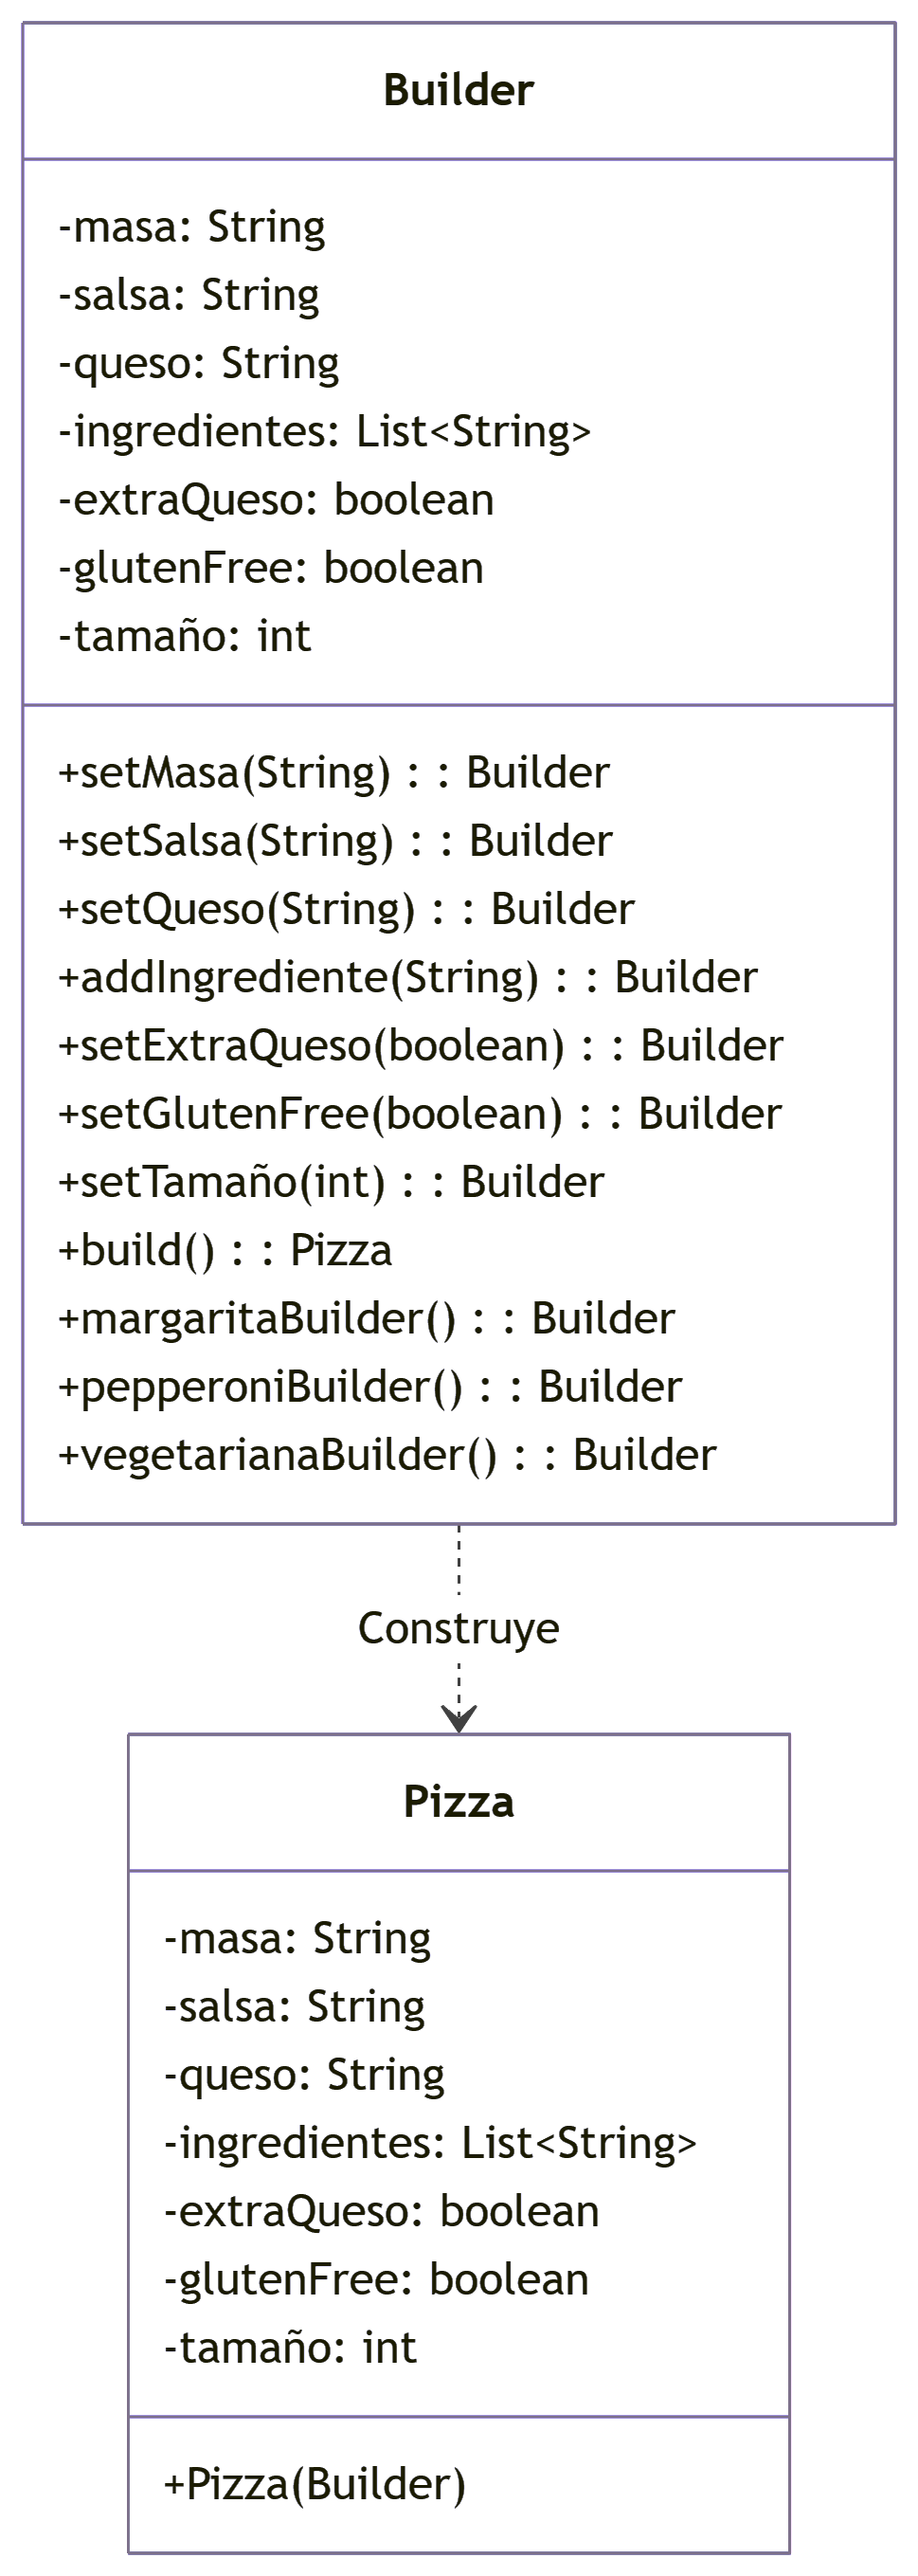 Builder
-masa: String
-salsa: String
-queso: String
-ingredientes: List<String>
-extraQueso: boolean
-glutenFree: boolean
-tamaño: int
+setMasa(String) : : Builder
+setSalsa(String) : : Builder
+setQueso(String) : : Builder
+addIngrediente(String) : : Builder
+setExtraQueso(boolean) : : Builder
+setGlutenFree(boolean) : : Builder
+setTamaño(int) : : Builder
+build() : : Pizza
+margaritaBuilder() : : Builder
+pepperoniBuilder() : : Builder
+vegetarianaBuilder() : : Builder
Construye
Pizza
-masa: String
-salsa: String
-queso: String
-ingredientes: List<String>
-extraQueso: boolean
-glutenFree: boolean
-tamaño: int
+Pizza(Builder)